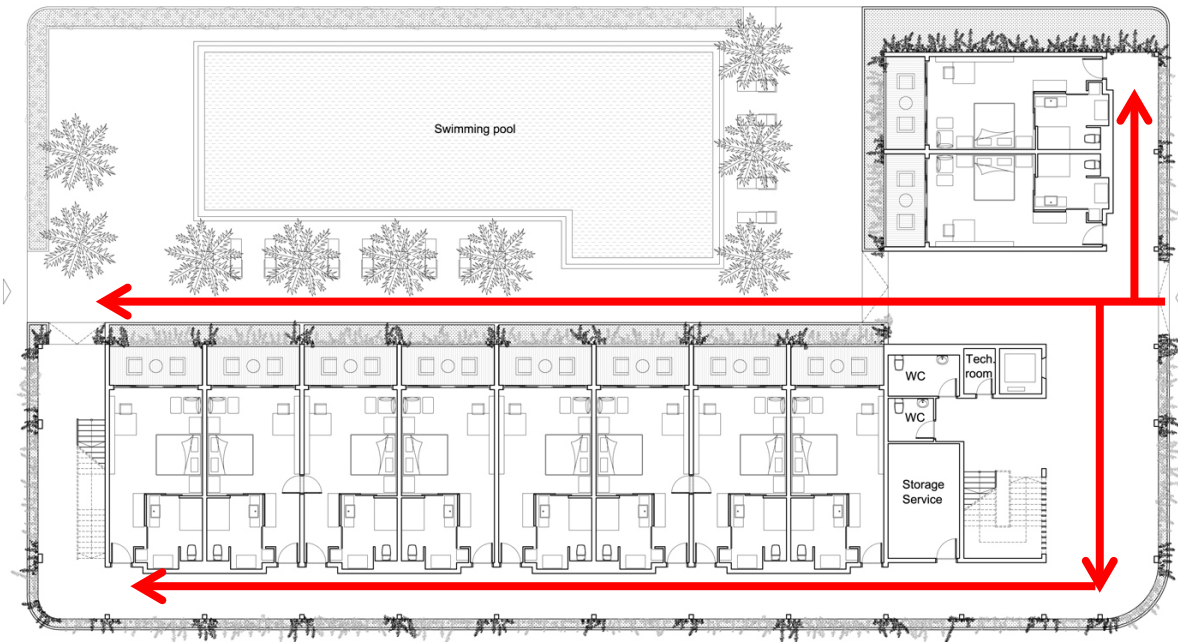 Swimming pool
WC
Tech.
room
WC
Storage
Service